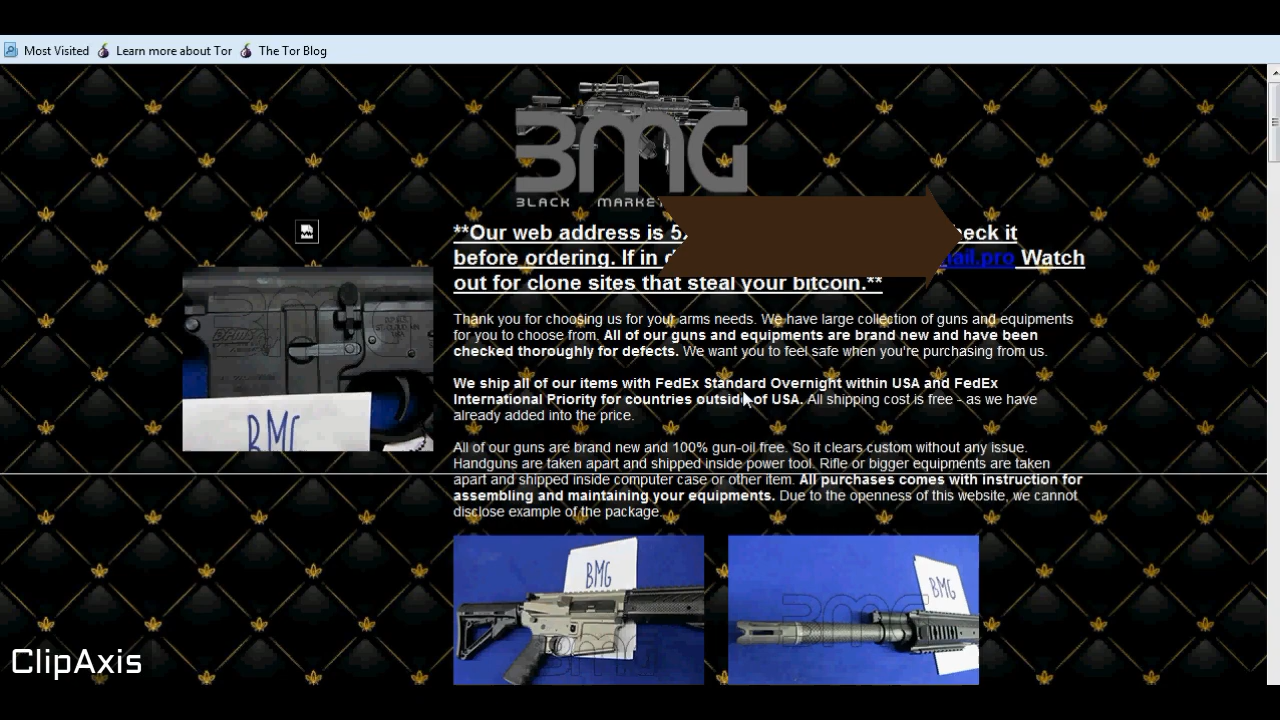 Most Visited Learn more about Tor The Tor Blog
BMG
BLACK MARKE
**Our web address is 5 heck it
before ordering. If in d ail.pro Watch
out for clone sites that steal your bitcoin.**
Thank you for choosing us for your arms needs. We have large collection of guns and equipments
for you to choose from. All of our guns and equipments are brand new and have been
checked thoroughly for defects. We want you to feel safe when you're purchasing from us.
We ship all of our items with FedEx Standard Overnight within USA and FedEx
International Priority for countries outside of USA. All shipping cost is free - as we have
already added into the price.
BMG
All of our guns are brand new and 100% gun-oil free. So it clears custom without any issue.
Handguns are taken apart and shipped inside power tool. Rifle or bigger equipments are taken
apart and shipped inside computer case or other item. All purchases comes with instruction for
assembling and maintaining your equipments. Due to the openness of this website, we cannot
disclose example of the package.
BMG
BMG
ClipAxis